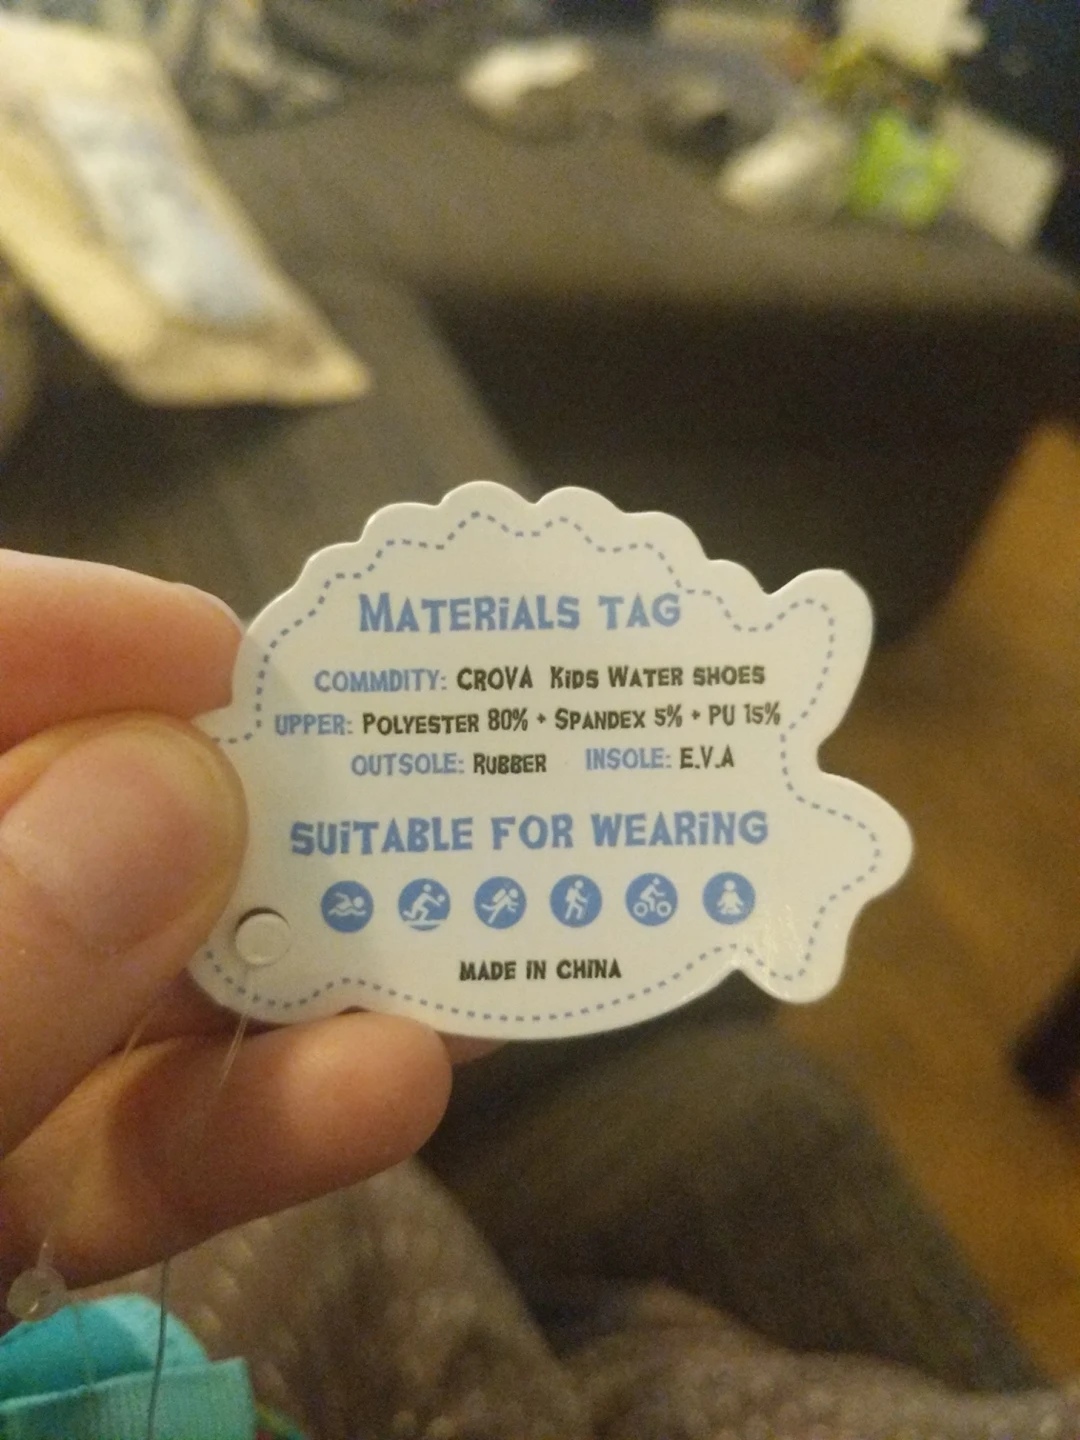 MATERiALS TAG
COMMDITY: CROVA KiDS WATER SHOES
UPPER: POLYESTER 80% + SPANDEX 5% + PU 15%
OUTSOLE: RUBBER INSOLE: E.V.A
SUiTABLE FOR WEARiNG
MADE IN CHiNA